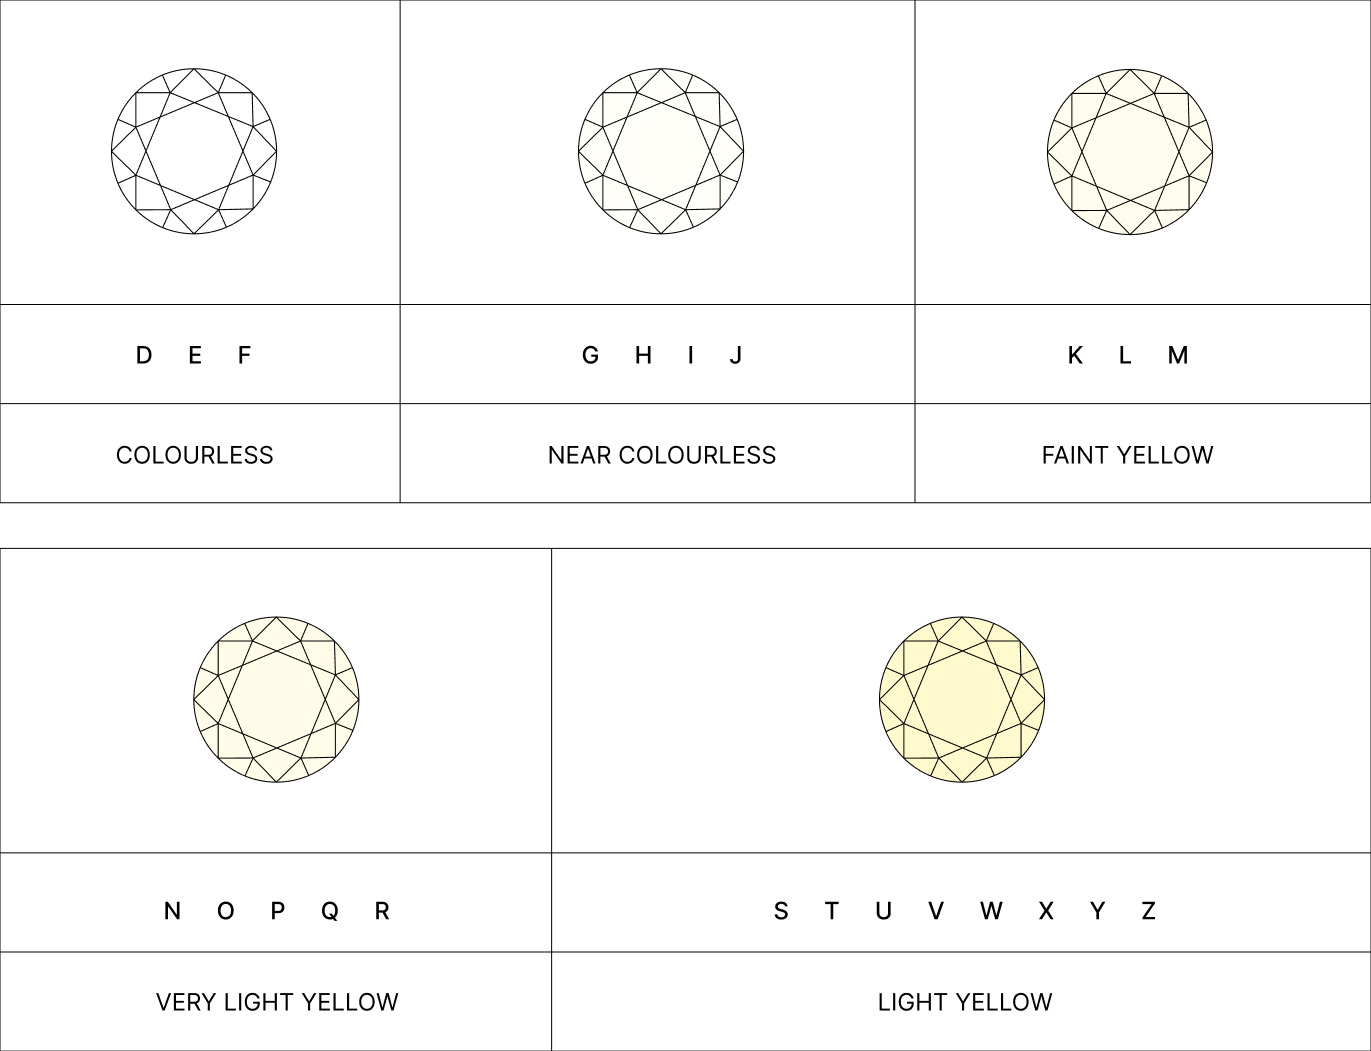 D E F
G H I J
K L M
COLOURLESS
NEAR COLOURLESS
FAINT YELLOW
N O P Q R
S T U V W X Y Z
VERY LIGHT YELLOW
LIGHT YELLOW